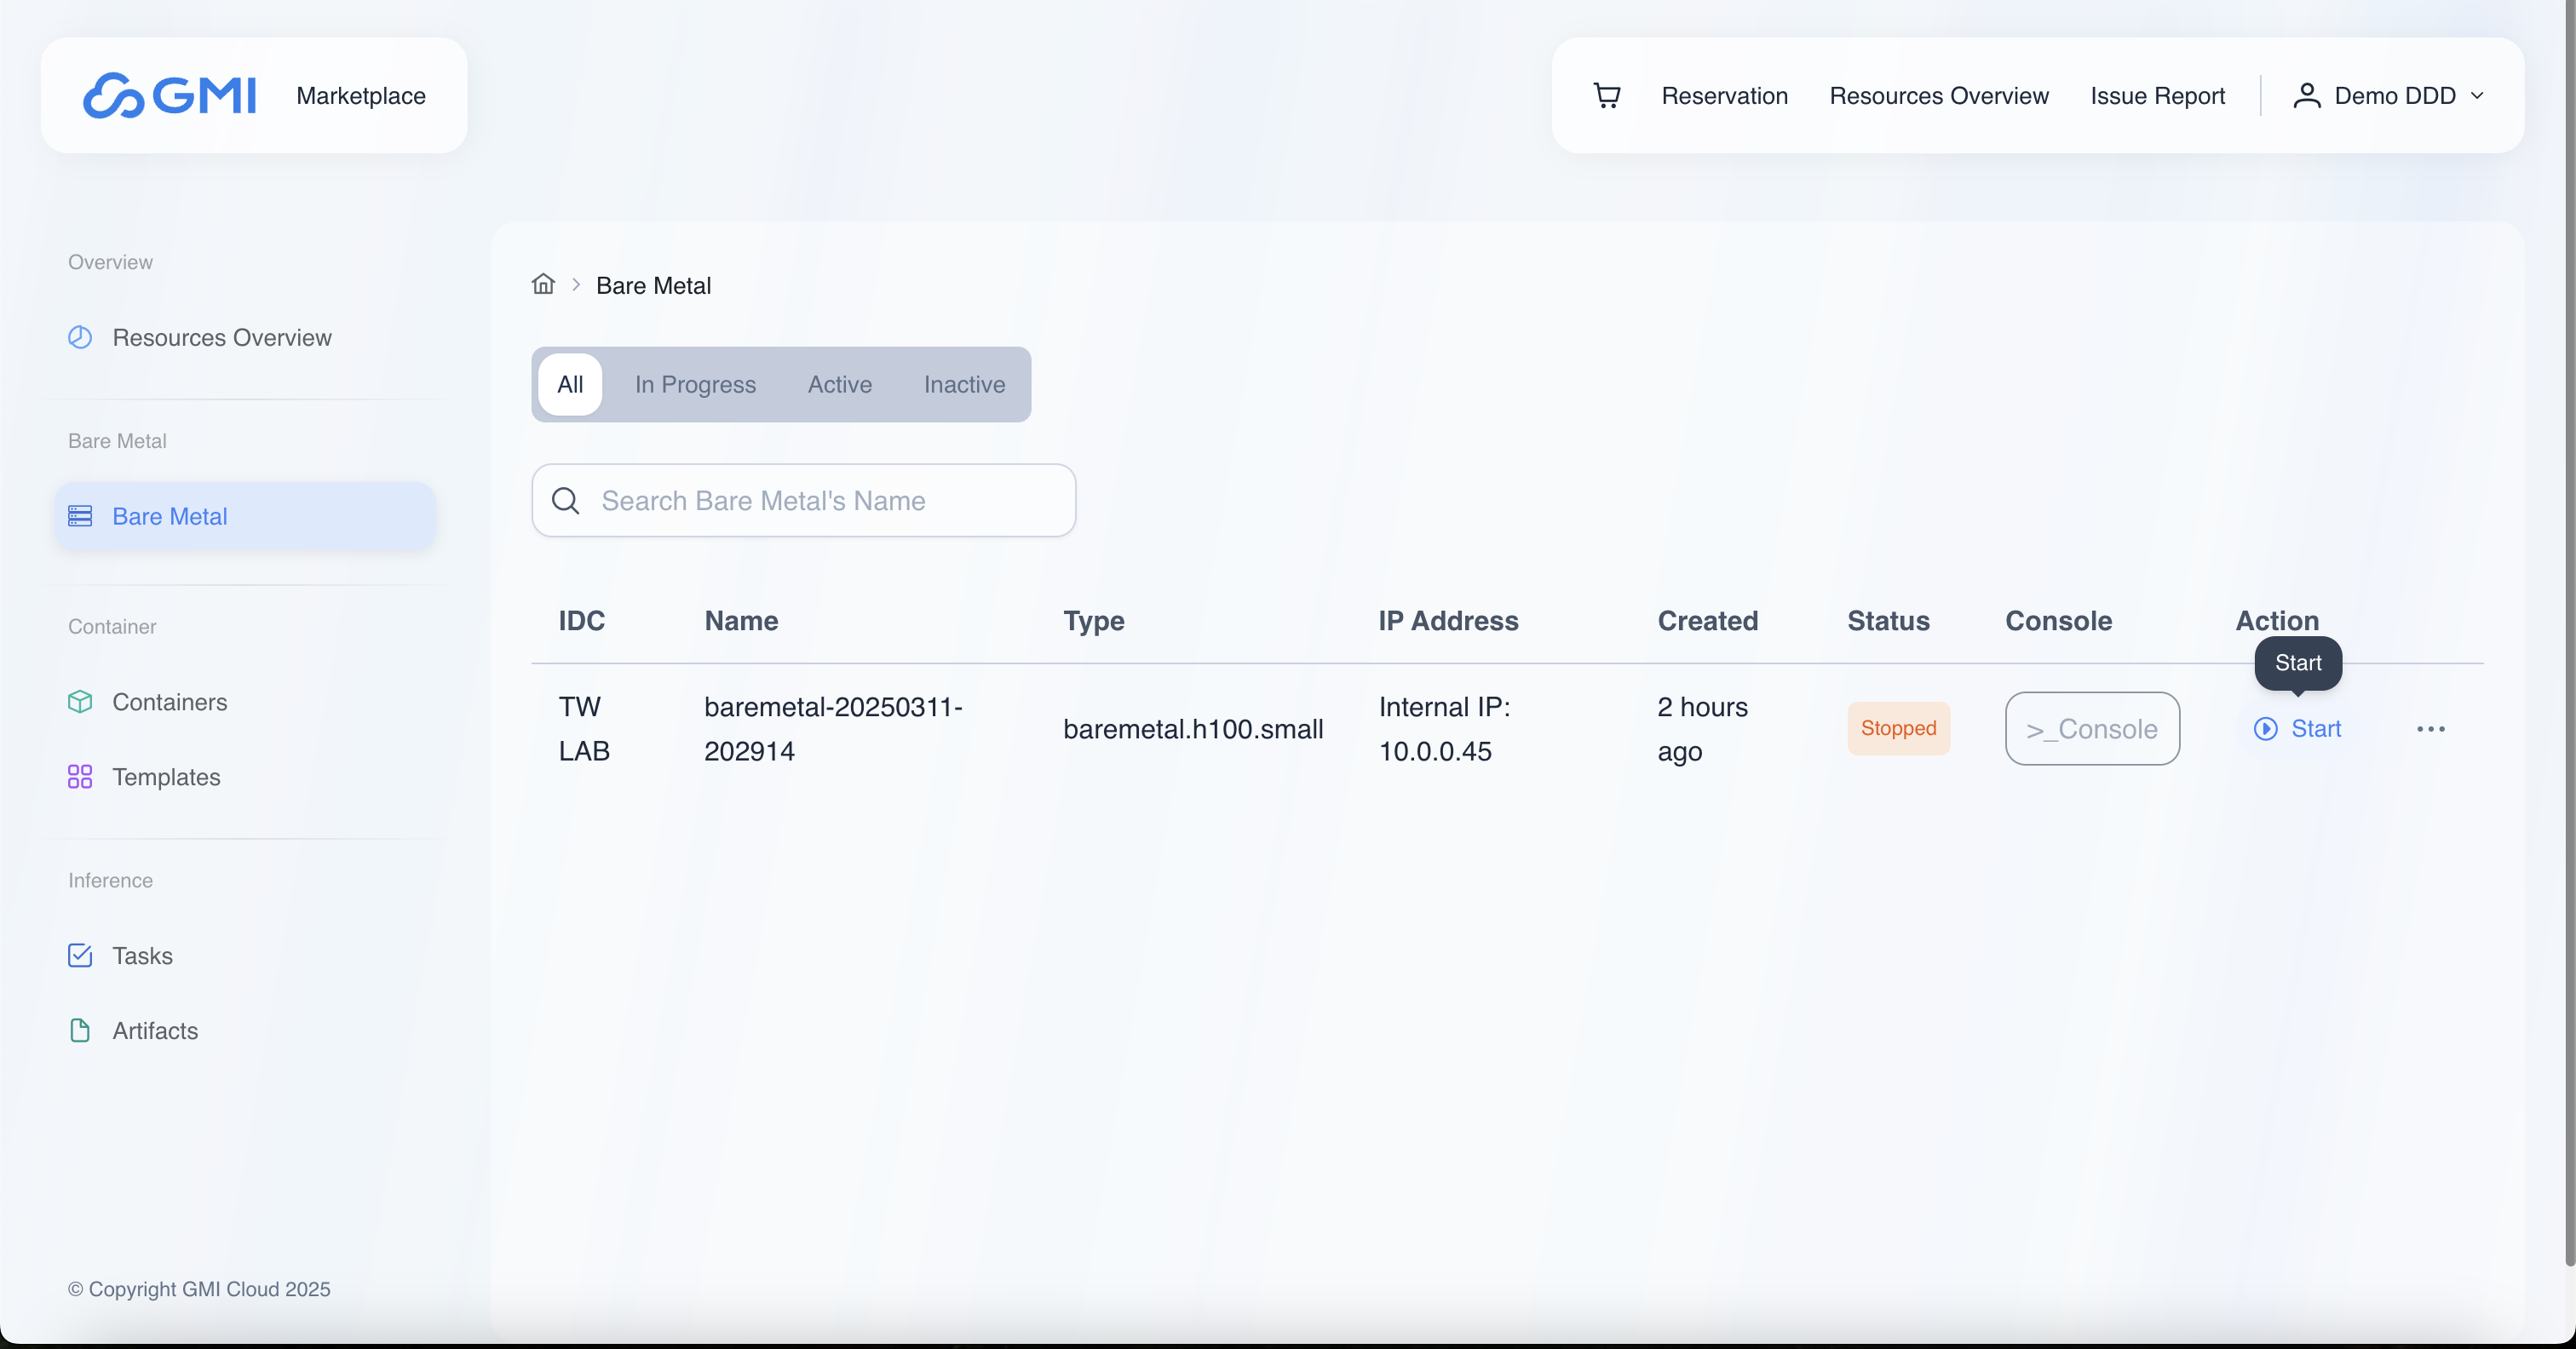 GMI
Marketplace
Reservation
Resources Overview
Issue Report
Demo DDD
Overview
Resources Overview
Bare Metal
Bare Metal
Container
Containers
Templates
Inference
Tasks
Artifacts
© Copyright GMI Cloud 2025
Bare Metal
All
In Progress
Active
Inactive
Search Bare Metal's Name
IDC
Name
Type
IP Address
Created
Status
Console
Action
Start
TW
LAB
baremetal-20250311-
202914
baremetal.h100.small
Internal IP:
10.0.0.45
2 hours
ago
Stopped
>_Console
Start